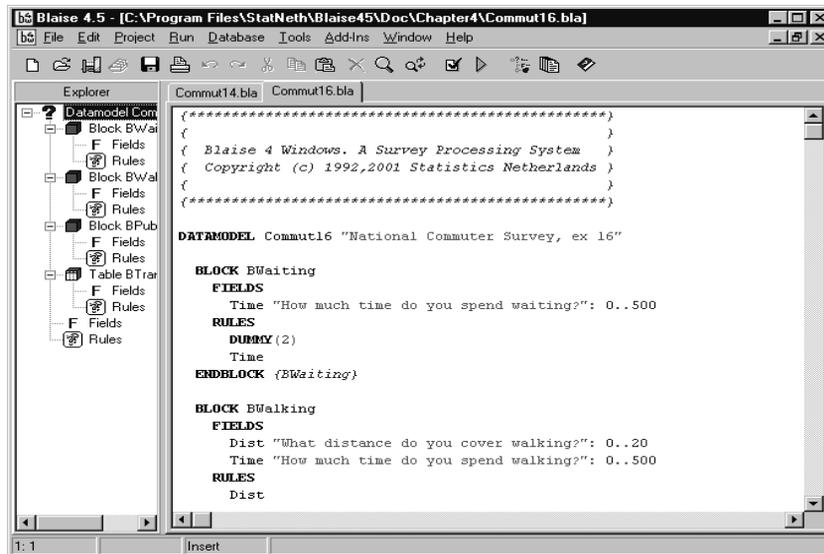 Blaise 4.5 - [C:\Program Files\StatNeth\Blaise45\Doc\Chapter4\Commut16.bla]
File Edit Project Run Database Tools Add-Ins Window Help
Explorer
Commut14.bla Commut16.bla
Datamodel Com
Block BWai
F Fields
Rules
Block BWal
F Fields
Rules
Block BPub
F Fields
Rules
Table BTrar
F Fields
Rules
F Fields
Rules
{**************************************************}
{ }
{ Blaise 4 Windows. A Survey Processing System }
{ Copyright (c) 1992,2001 Statistics Netherlands }
{ }
{**************************************************}
DATAMODEL Commut16 "National Commuter Survey, ex 16"
BLOCK BWaiting
FIELDS
Time "How much time do you spend waiting?": 0..500
RULES
DUMMY(2)
Time
ENDBLOCK {BWaiting}
BLOCK BWalking
FIELDS
Dist "What distance do you cover walking?": 0..20
Time "How much time do you spend walking?": 0..500
RULES
Dist
1: 1 Insert